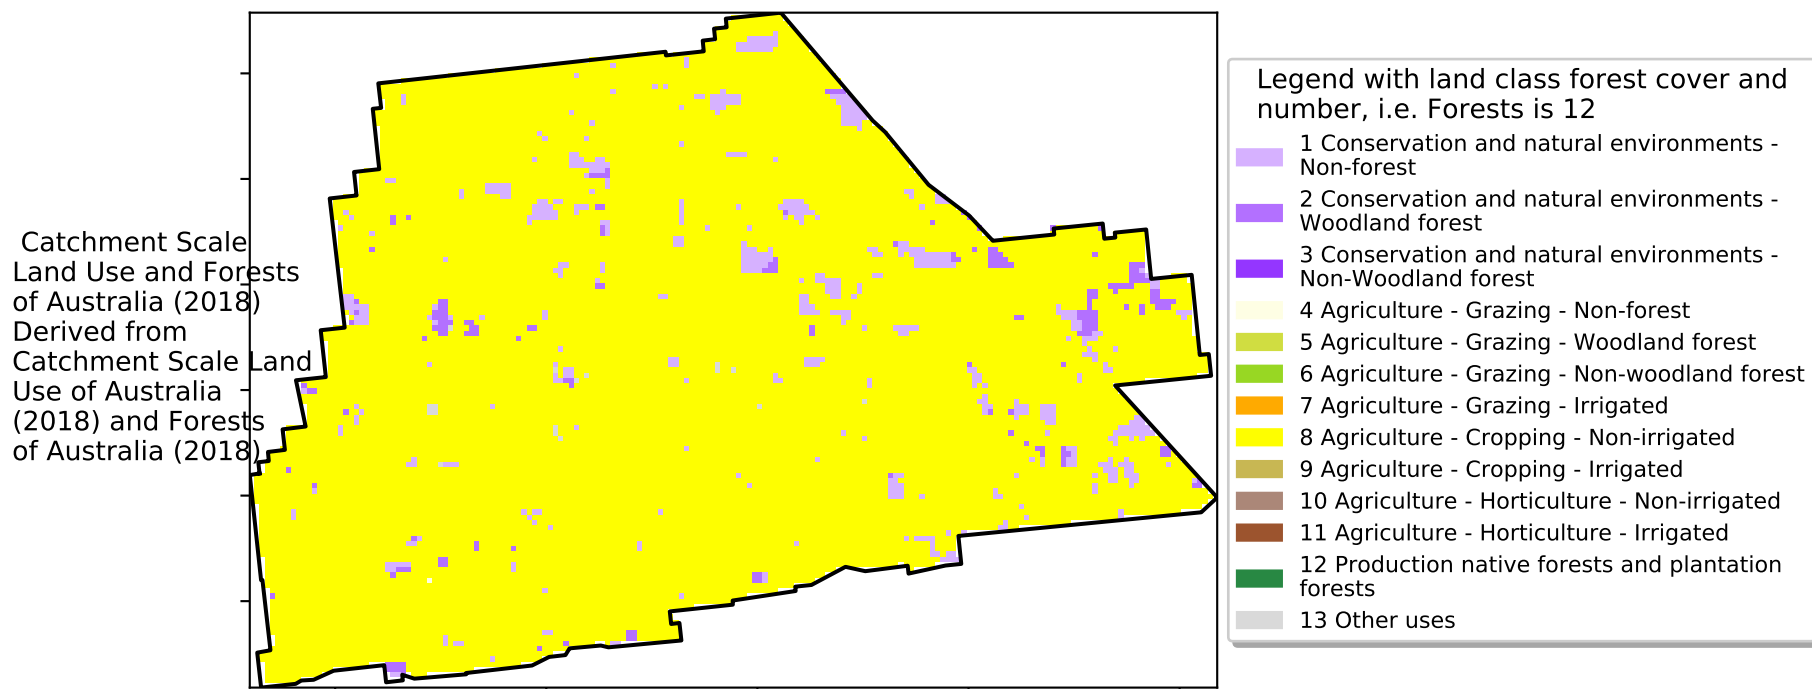 Catchment Scale
Land Use and Forests
of Australia (2018)
Derived from
Catchment Scale Land
Use of Australia
(2018) and Forests
of Australia (2018)
Legend with land class forest cover and
number, i.e. Forests is 12
1 Conservation and natural environments -
Non-forest
2 Conservation and natural environments -
Woodland forest
3 Conservation and natural environments -
Non-Woodland forest
4 Agriculture - Grazing - Non-forest
5 Agriculture - Grazing - Woodland forest
6 Agriculture - Grazing - Non-woodland forest
7 Agriculture - Grazing - Irrigated
8 Agriculture - Cropping - Non-irrigated
9 Agriculture - Cropping - Irrigated
10 Agriculture - Horticulture - Non-irrigated
11 Agriculture - Horticulture - Irrigated
12 Production native forests and plantation
forests
13 Other uses